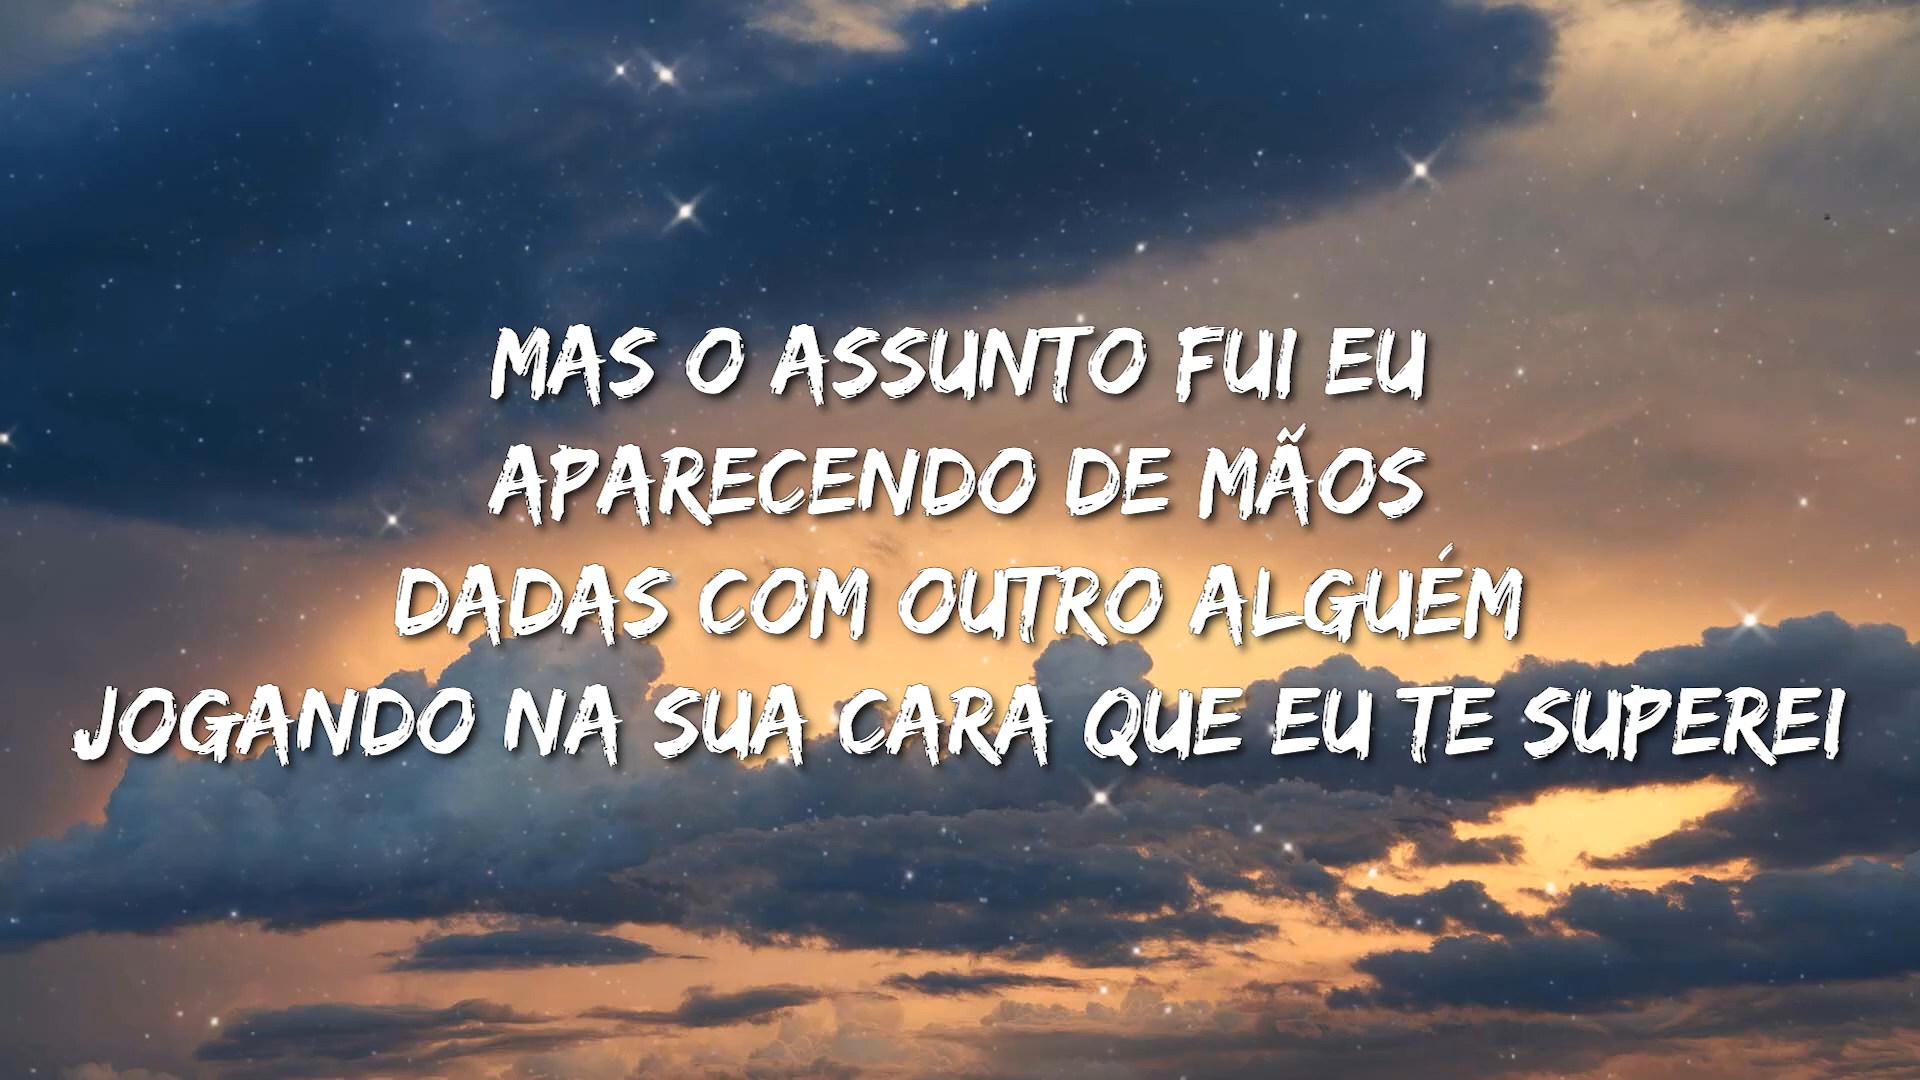 MAS O ASSUNTO FUI EU
APARECENDO DE MÃOS
DADAS COM OUTRO ALGUÉM
JOGANDO NA SUA CARA QUE EU TE SUPEREI